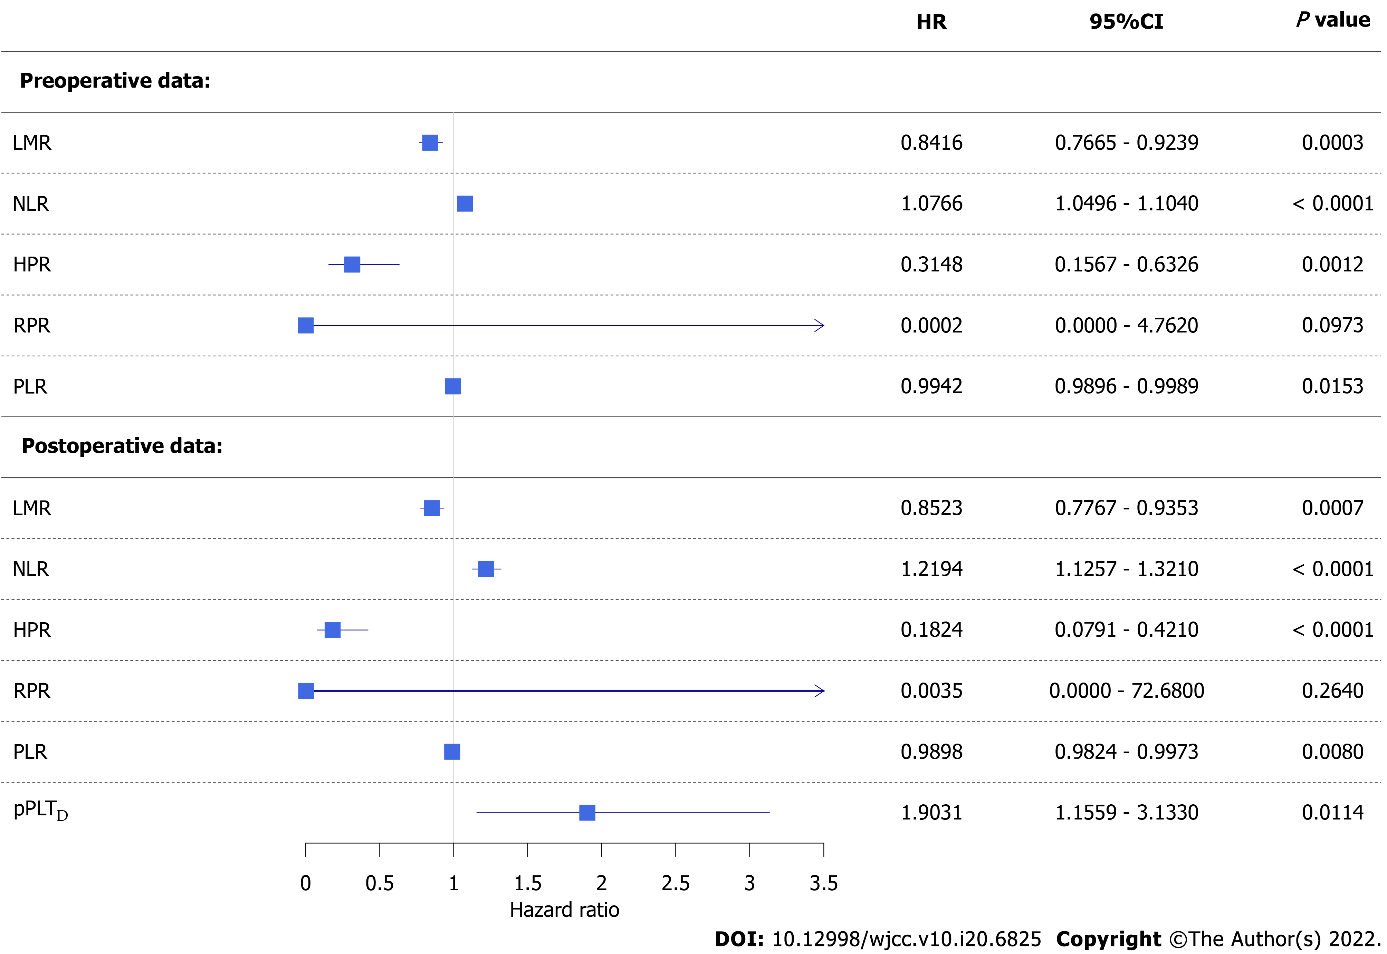 HR 95%CI P value
Preoperative data:
LMR 0.8416 0.7665 - 0.9239 0.0003
NLR 1.0766 1.0496 - 1.1040 < 0.0001
HPR 0.3148 0.1567 - 0.6326 0.0012
RPR 0.0002 0.0000 - 4.7620 0.0973
PLR 0.9942 0.9896 - 0.9989 0.0153
Postoperative data:
LMR 0.8523 0.7767 - 0.9353 0.0007
NLR 1.2194 1.1257 - 1.3210 < 0.0001
HPR 0.1824 0.0791 - 0.4210 < 0.0001
RPR 0.0035 0.0000 - 72.6800 0.2640
PLR 0.9898 0.9824 - 0.9973 0.0080
pPLTD 1.9031 1.1559 - 3.1330 0.0114
0 0.5 1 1.5 2 2.5 3 3.5
Hazard ratio
DOI: 10.12998/wjcc.v10.i20.6825 Copyright ©The Author(s) 2022.